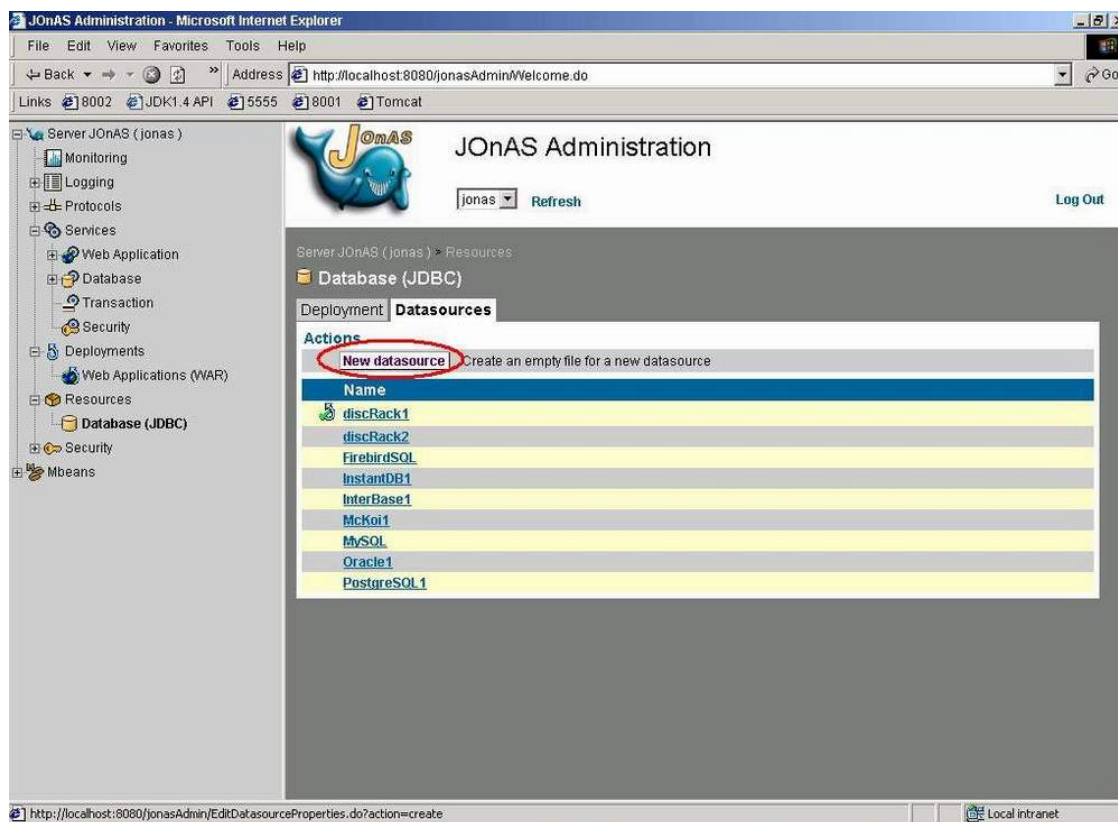 JOnAS Administration - Microsoft Internet Explorer
File Edit View Favorites Tools Help
Back » Address http://localhost:8080/jonasAdmin/Welcome.do Go
Links 8002 JDK1.4 API 5555 8001 Tomcat
Server JOnAS ( jonas )
Monitoring
Logging
Protocols
Services
Web Application
Database
Transaction
Security
Deployments
Web Applications (WAR)
Resources
Database (JDBC)
Security
Mbeans
JOnAS
JOnAS Administration
jonas Refresh
Log Out
Server JOnAS ( jonas ) > Resources
Database (JDBC)
Deployment Datasources
Actions
New datasource Create an empty file for a new datasource
Name
discRack1
discRack2
FirebirdSQL
InstantDB1
InterBase1
McKoi1
MySQL
Oracle1
PostgreSQL1
http://localhost:8080/jonasAdmin/EditDatasourceProperties.do?action=create Local intranet